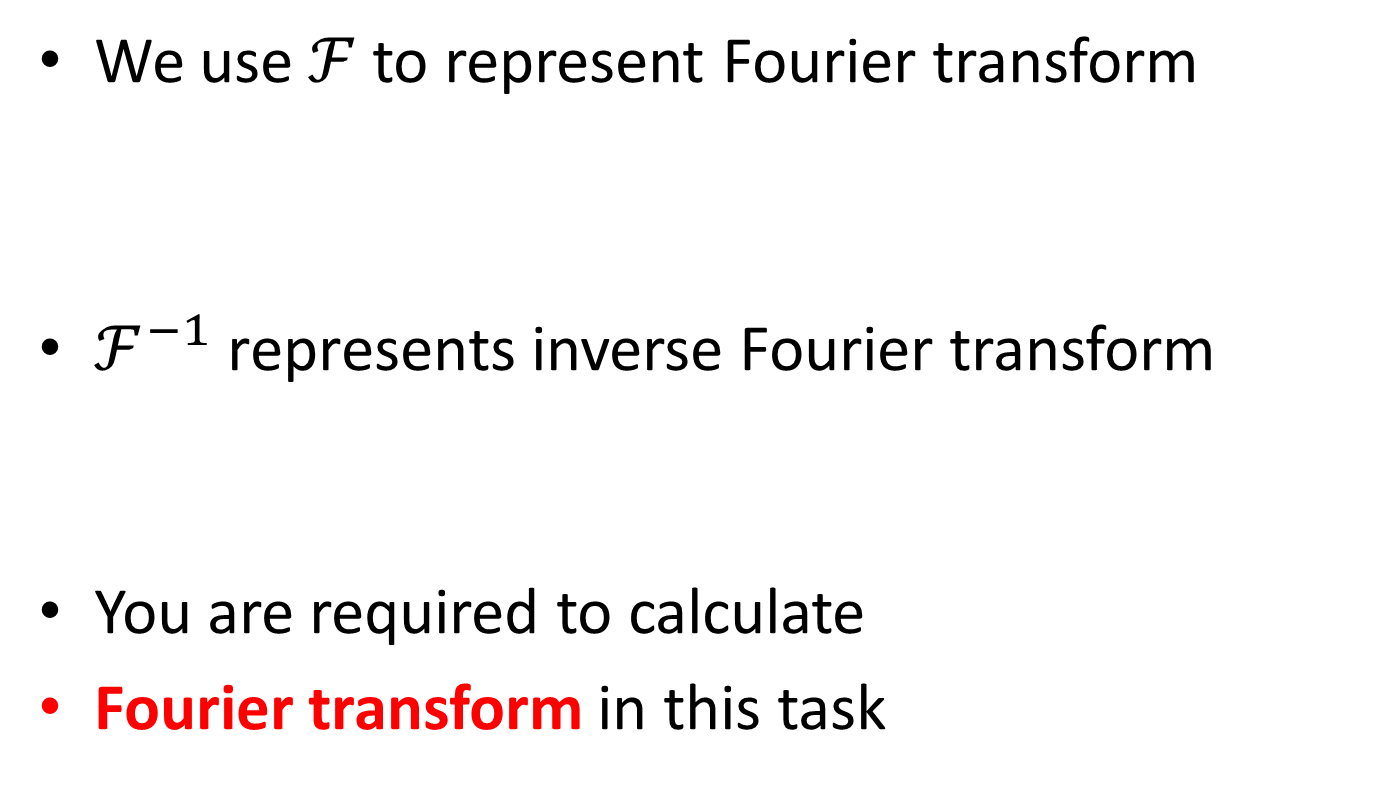 • We use ℱ to represent Fourier transform
• ℱ⁻¹ represents inverse Fourier transform
• You are required to calculate
• Fourier transform in this task